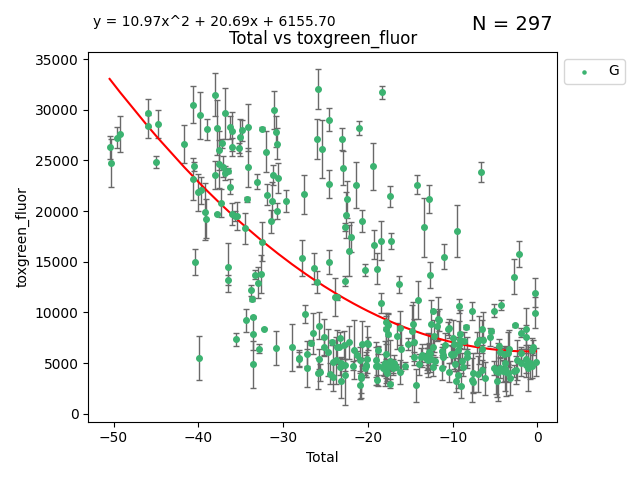 y = 10.97x^2 + 20.69x + 6155.70
N = 297
Total vs toxgreen_fluor
G
toxgreen_fluor
35000
30000
25000
20000
15000
10000
5000
0
−50
−40
−30
−20
−10
0
Total